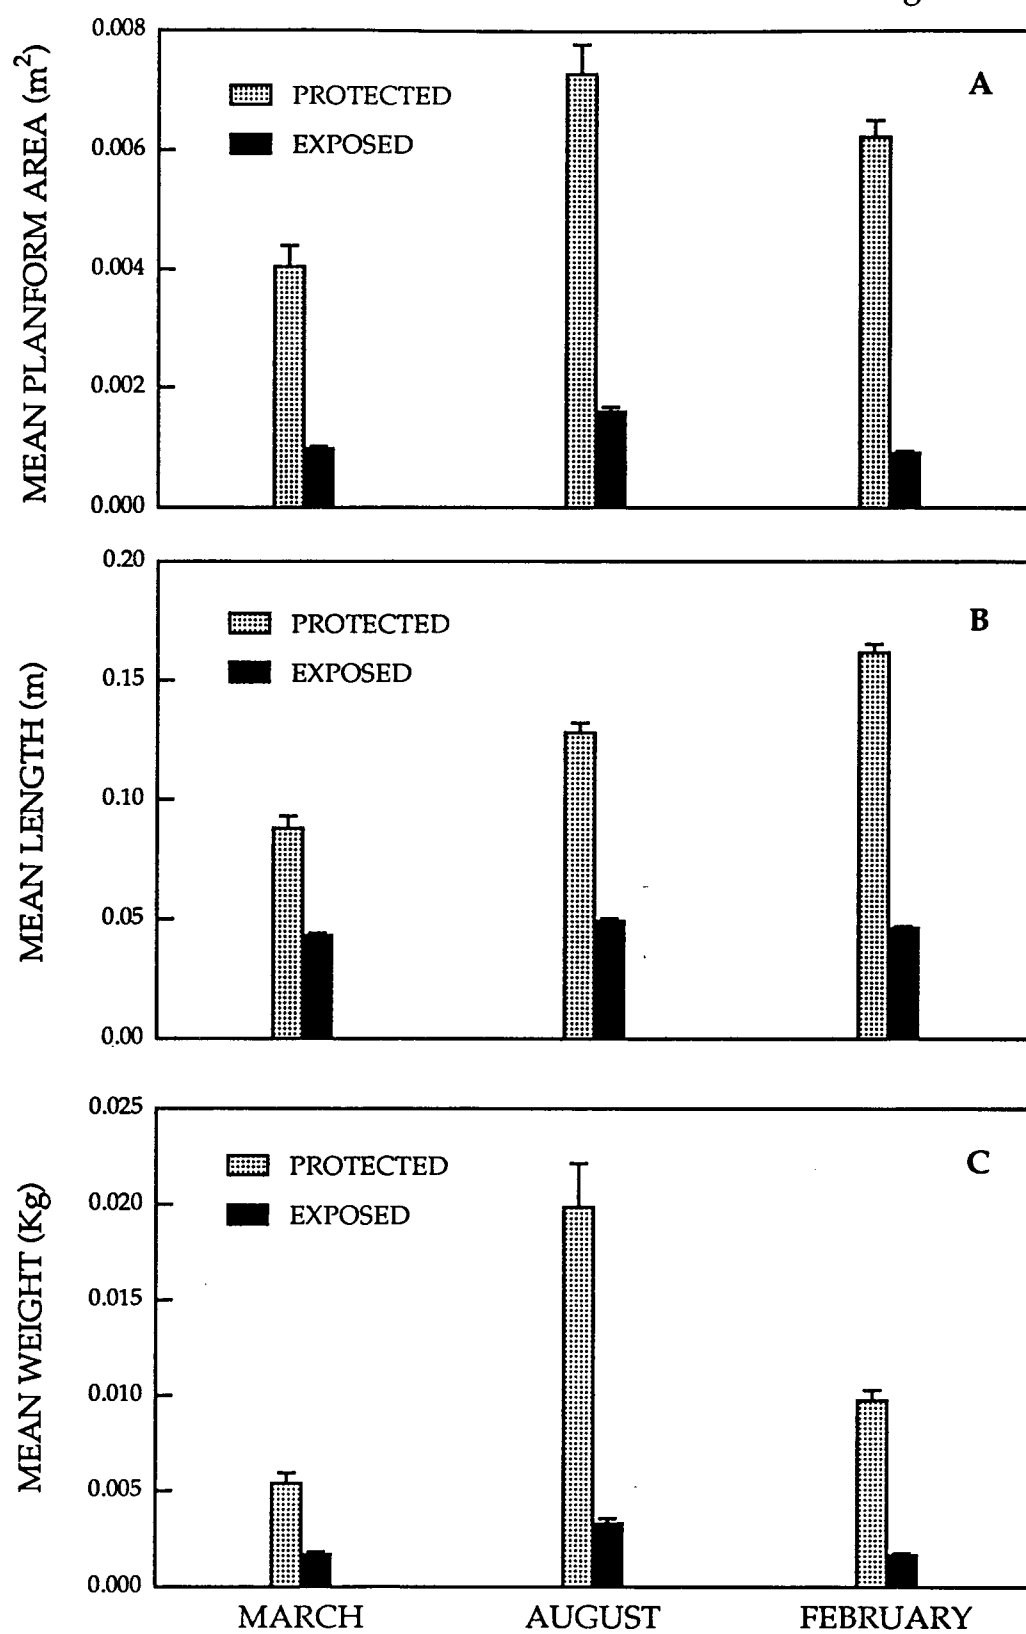 0.008
A
PROTECTED
EXPOSED
0.006
0.004
0.002
0.000
MEAN PLANFORM AREA (m²)
0.20
B
PROTECTED
EXPOSED
0.15
0.10
0.05
0.00
MEAN LENGTH (m)
0.025
C
PROTECTED
EXPOSED
0.020
0.015
0.010
0.005
0.000
MEAN WEIGHT (Kg)
MARCH AUGUST FEBRUARY